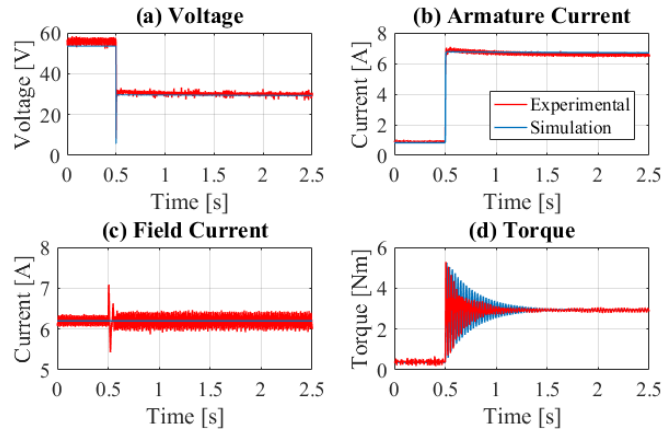 (a) Voltage
Voltage [V]
60
40
20
0
0 0.5 1 1.5 2 2.5
Time [s]
(b) Armature Current
Current [A]
8
6
4
2
0
Experimental
Simulation
0 0.5 1 1.5 2 2.5
Time [s]
(c) Field Current
Current [A]
8
7
6
5
0 0.5 1 1.5 2 2.5
Time [s]
(d) Torque
Torque [Nm]
6
4
2
0
0 0.5 1 1.5 2 2.5
Time [s]